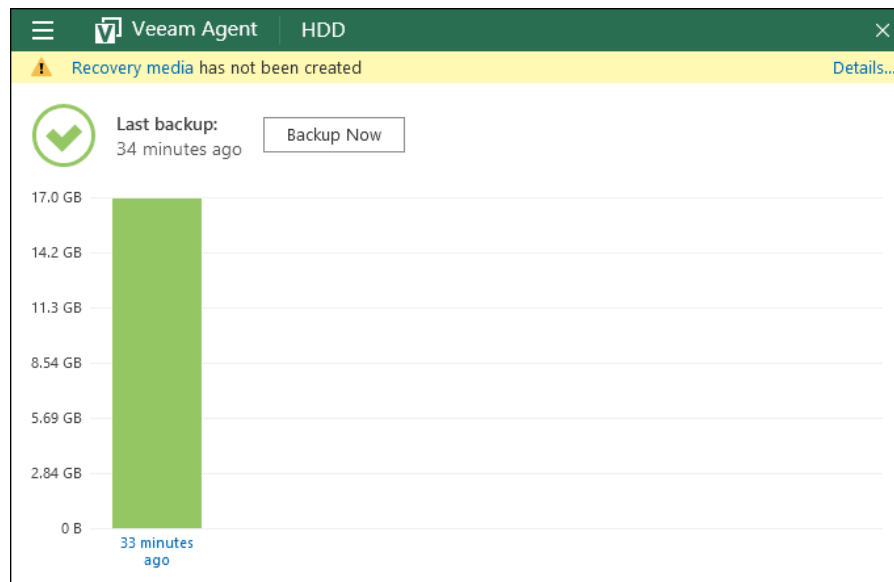 Veeam Agent HDD
Recovery media has not been created Details...
Last backup:
34 minutes ago
Backup Now
17.0 GB
14.2 GB
11.3 GB
8.54 GB
5.69 GB
2.84 GB
0 B
33 minutes
ago